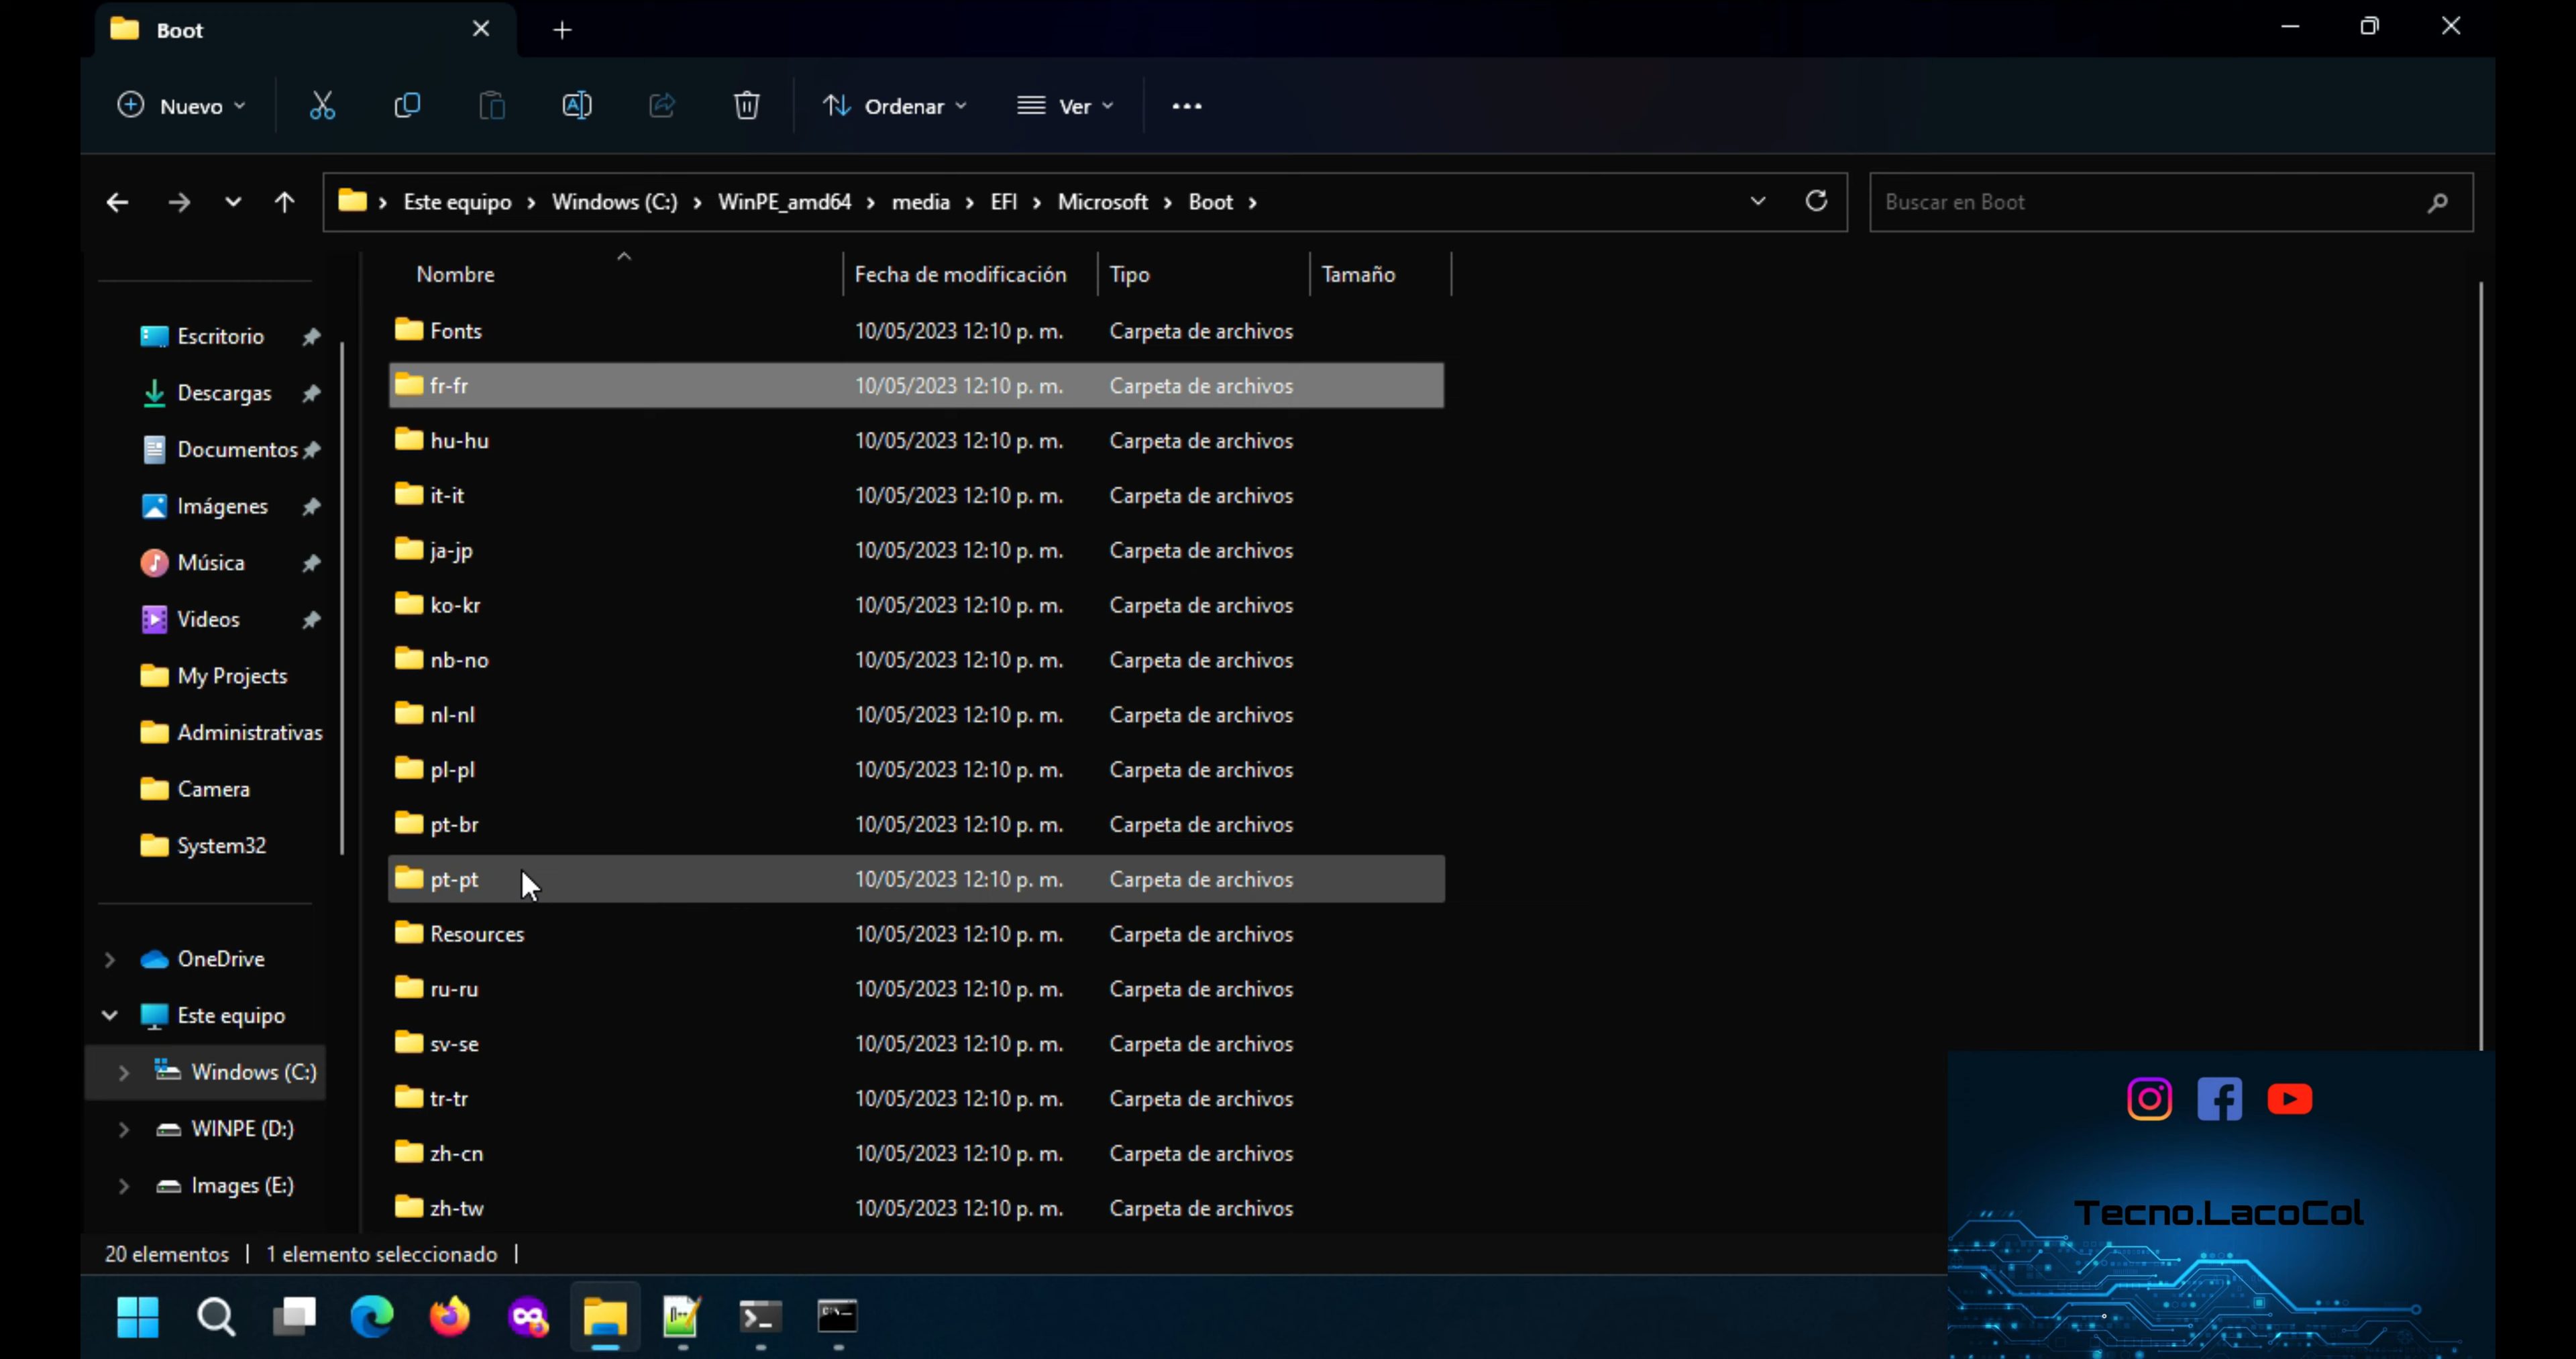 Boot
Nuevo
Ordenar
Ver
Este equipo › Windows (C:) › WinPE_amd64 › media › EFI › Microsoft › Boot ›
Buscar en Boot
Nombre Fecha de modificación Tipo Tamaño
Escritorio
Descargas
Documentos
Imágenes
Música
Videos
My Projects
Administrativas
Camera
System32
OneDrive
Este equipo
Windows (C:)
WINPE (D:)
Images (E:)
Fonts 10/05/2023 12:10 p. m. Carpeta de archivos
fr-fr 10/05/2023 12:10 p. m. Carpeta de archivos
hu-hu 10/05/2023 12:10 p. m. Carpeta de archivos
it-it 10/05/2023 12:10 p. m. Carpeta de archivos
ja-jp 10/05/2023 12:10 p. m. Carpeta de archivos
ko-kr 10/05/2023 12:10 p. m. Carpeta de archivos
nb-no 10/05/2023 12:10 p. m. Carpeta de archivos
nl-nl 10/05/2023 12:10 p. m. Carpeta de archivos
pl-pl 10/05/2023 12:10 p. m. Carpeta de archivos
pt-br 10/05/2023 12:10 p. m. Carpeta de archivos
pt-pt 10/05/2023 12:10 p. m. Carpeta de archivos
Resources 10/05/2023 12:10 p. m. Carpeta de archivos
ru-ru 10/05/2023 12:10 p. m. Carpeta de archivos
sv-se 10/05/2023 12:10 p. m. Carpeta de archivos
tr-tr 10/05/2023 12:10 p. m. Carpeta de archivos
zh-cn 10/05/2023 12:10 p. m. Carpeta de archivos
zh-tw 10/05/2023 12:10 p. m. Carpeta de archivos
20 elementos | 1 elemento seleccionado |
Tecno.LacoCol